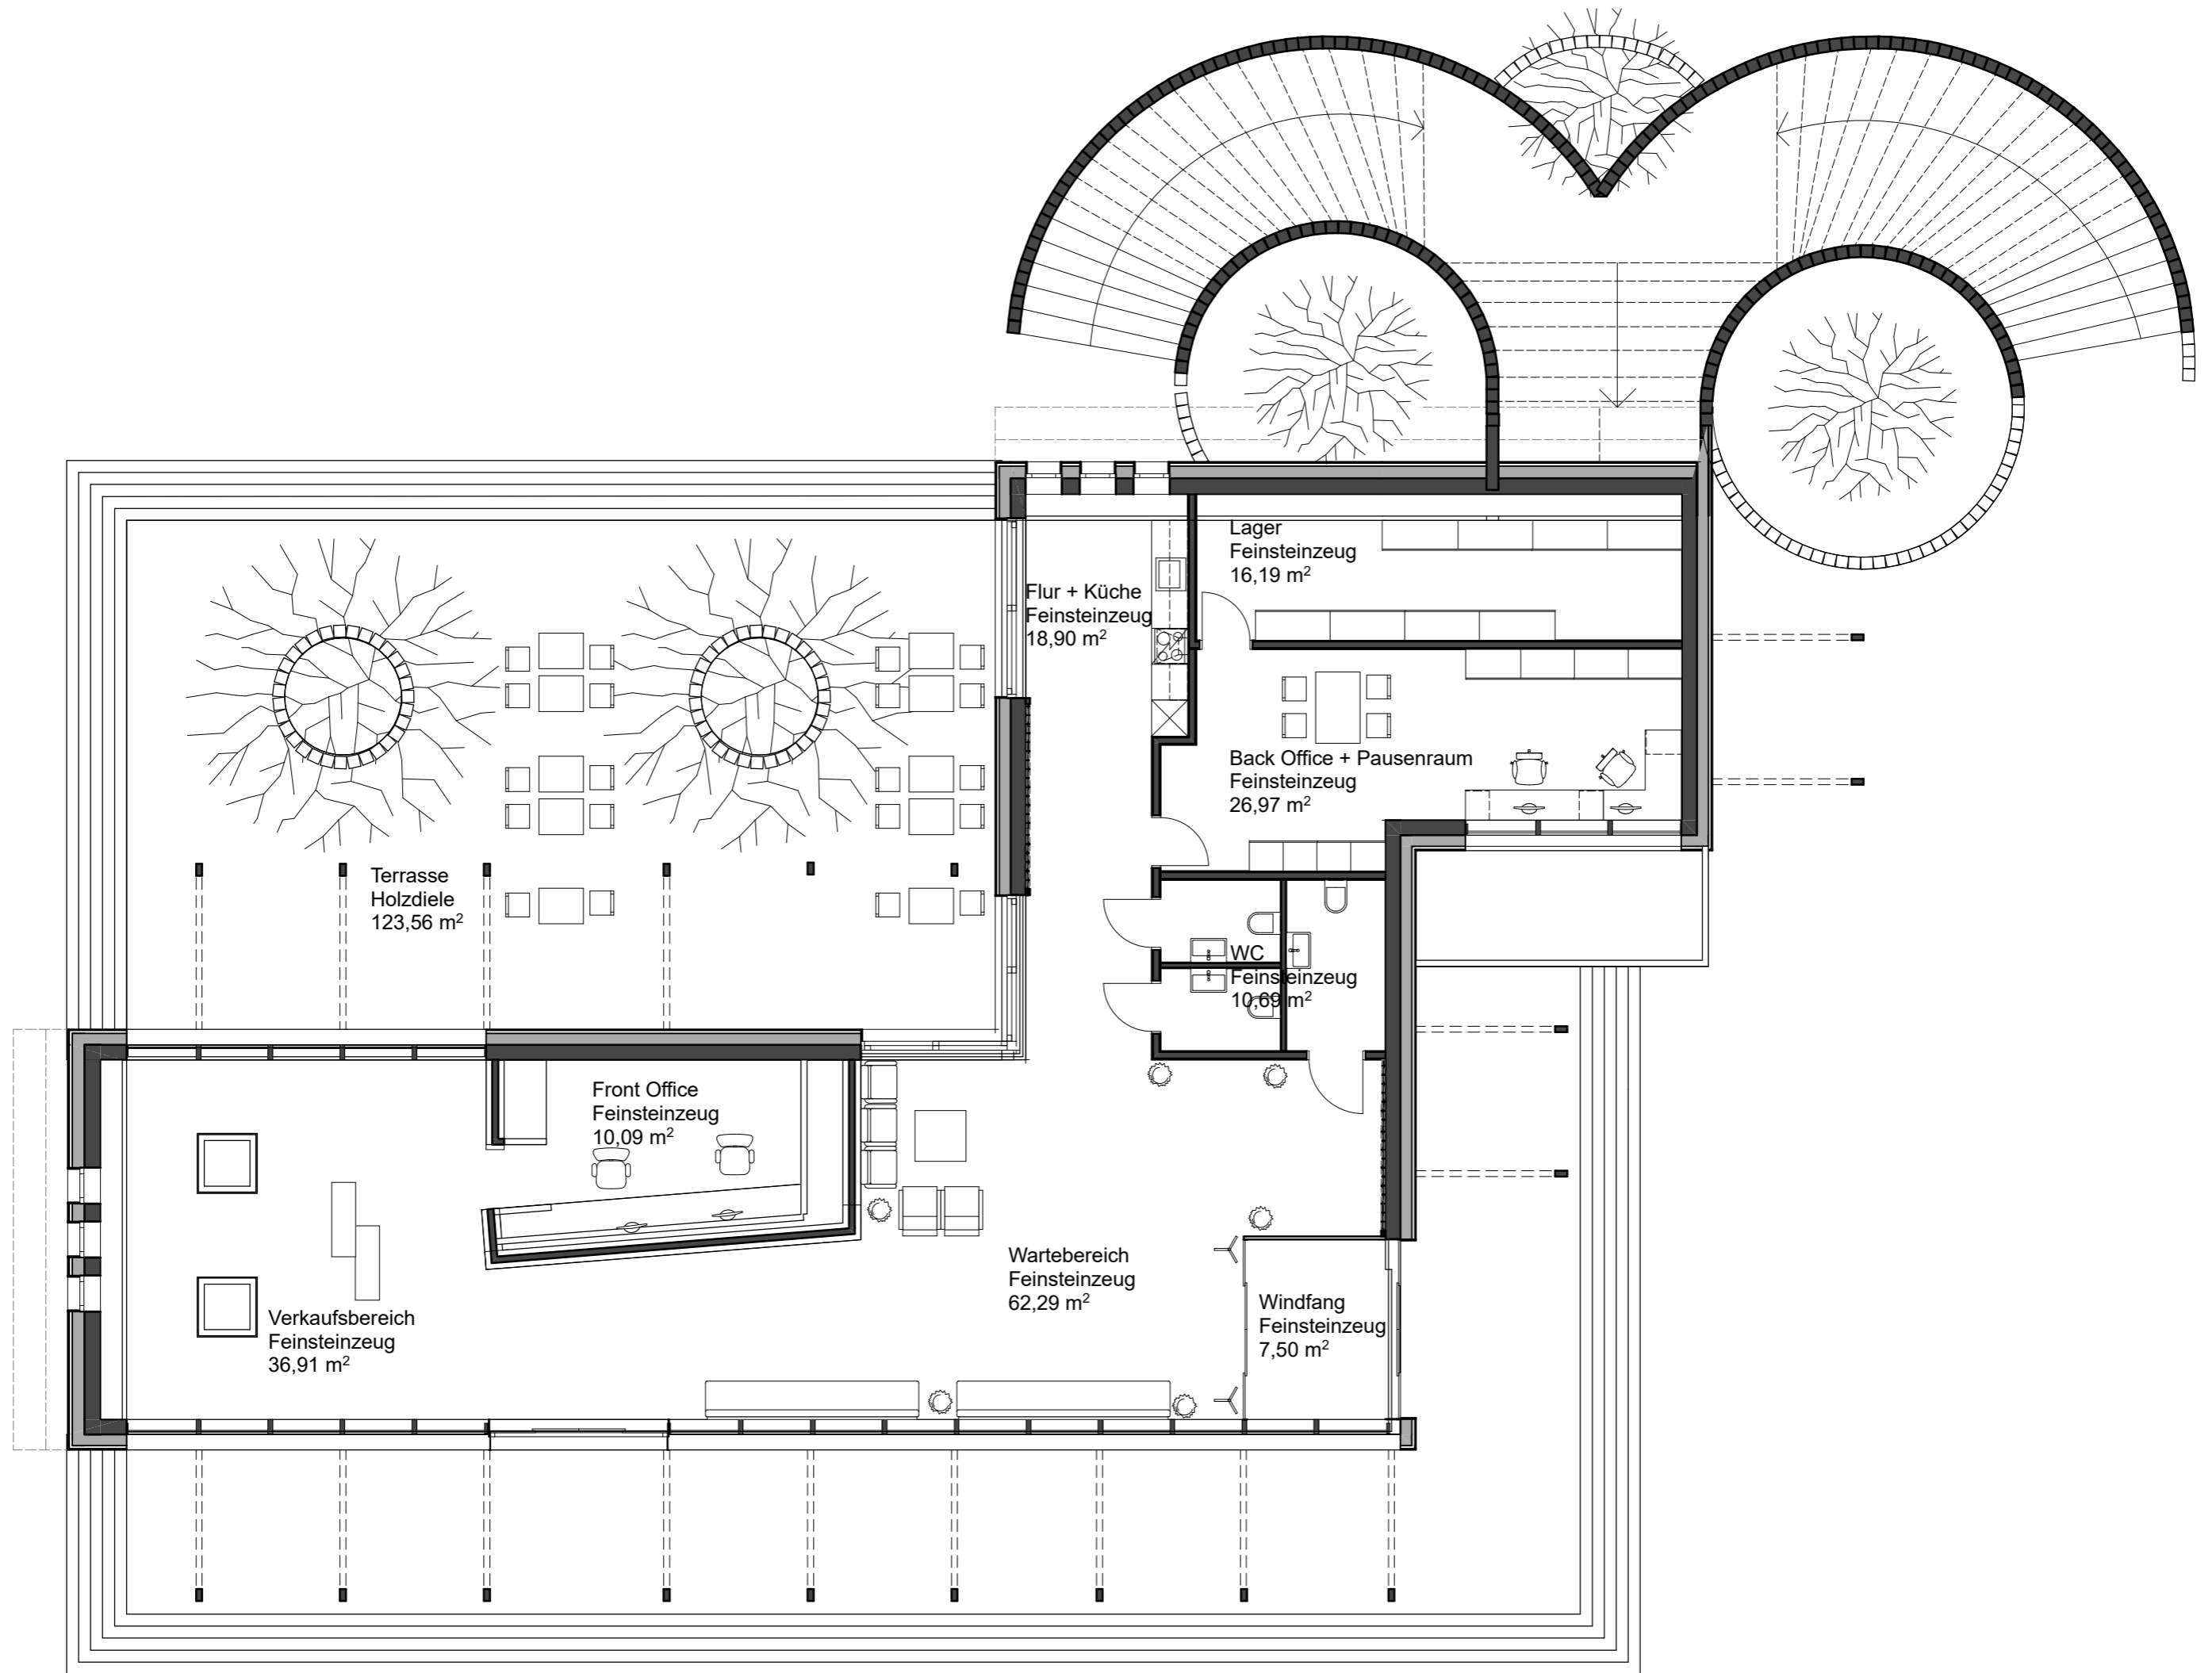 Lager
Feinsteinzeug
16,19 m²
Flur + Küche
Feinsteinzeug
18,90 m²
Back Office + Pausenraum
Feinsteinzeug
26,97 m²
Terrasse
Holzdiele
123,56 m²
WC
Feinsteinzeug
10,69 m²
Front Office
Feinsteinzeug
10,09 m²
Wartebereich
Feinsteinzeug
62,29 m²
Windfang
Feinsteinzeug
7,50 m²
Verkaufsbereich
Feinsteinzeug
36,91 m²